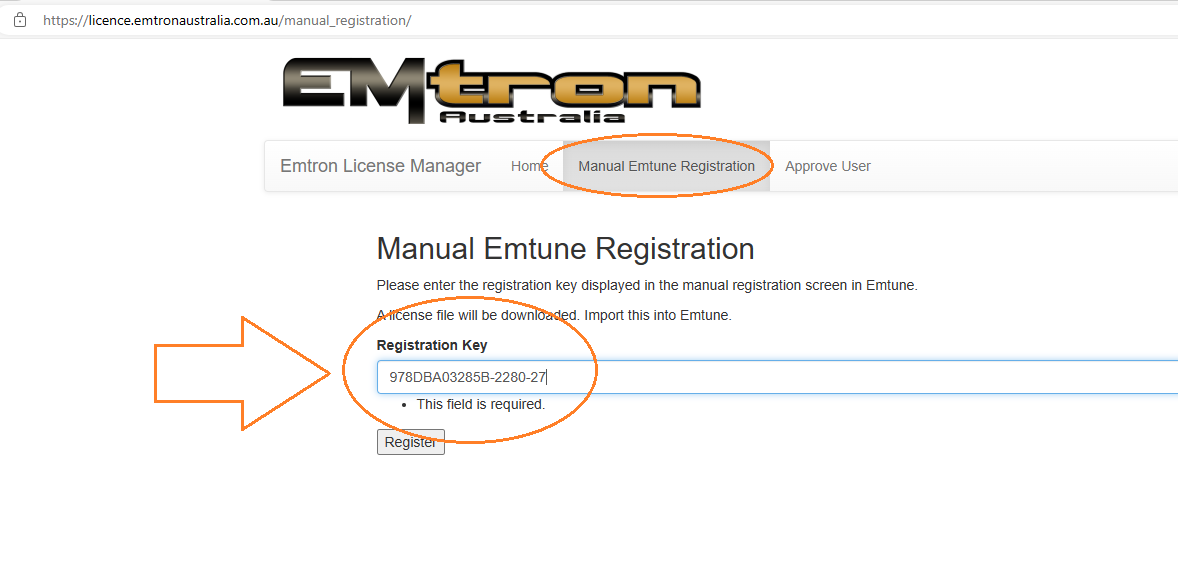 https://licence.emtronaustralia.com.au/manual_registration/
EMtron
Australia
Emtron License Manager Home Manual Emtune Registration Approve User
Manual Emtune Registration
Please enter the registration key displayed in the manual registration screen in Emtune.
A license file will be downloaded. Import this into Emtune.
Registration Key
978DBA03285B-2280-27
• This field is required.
Register